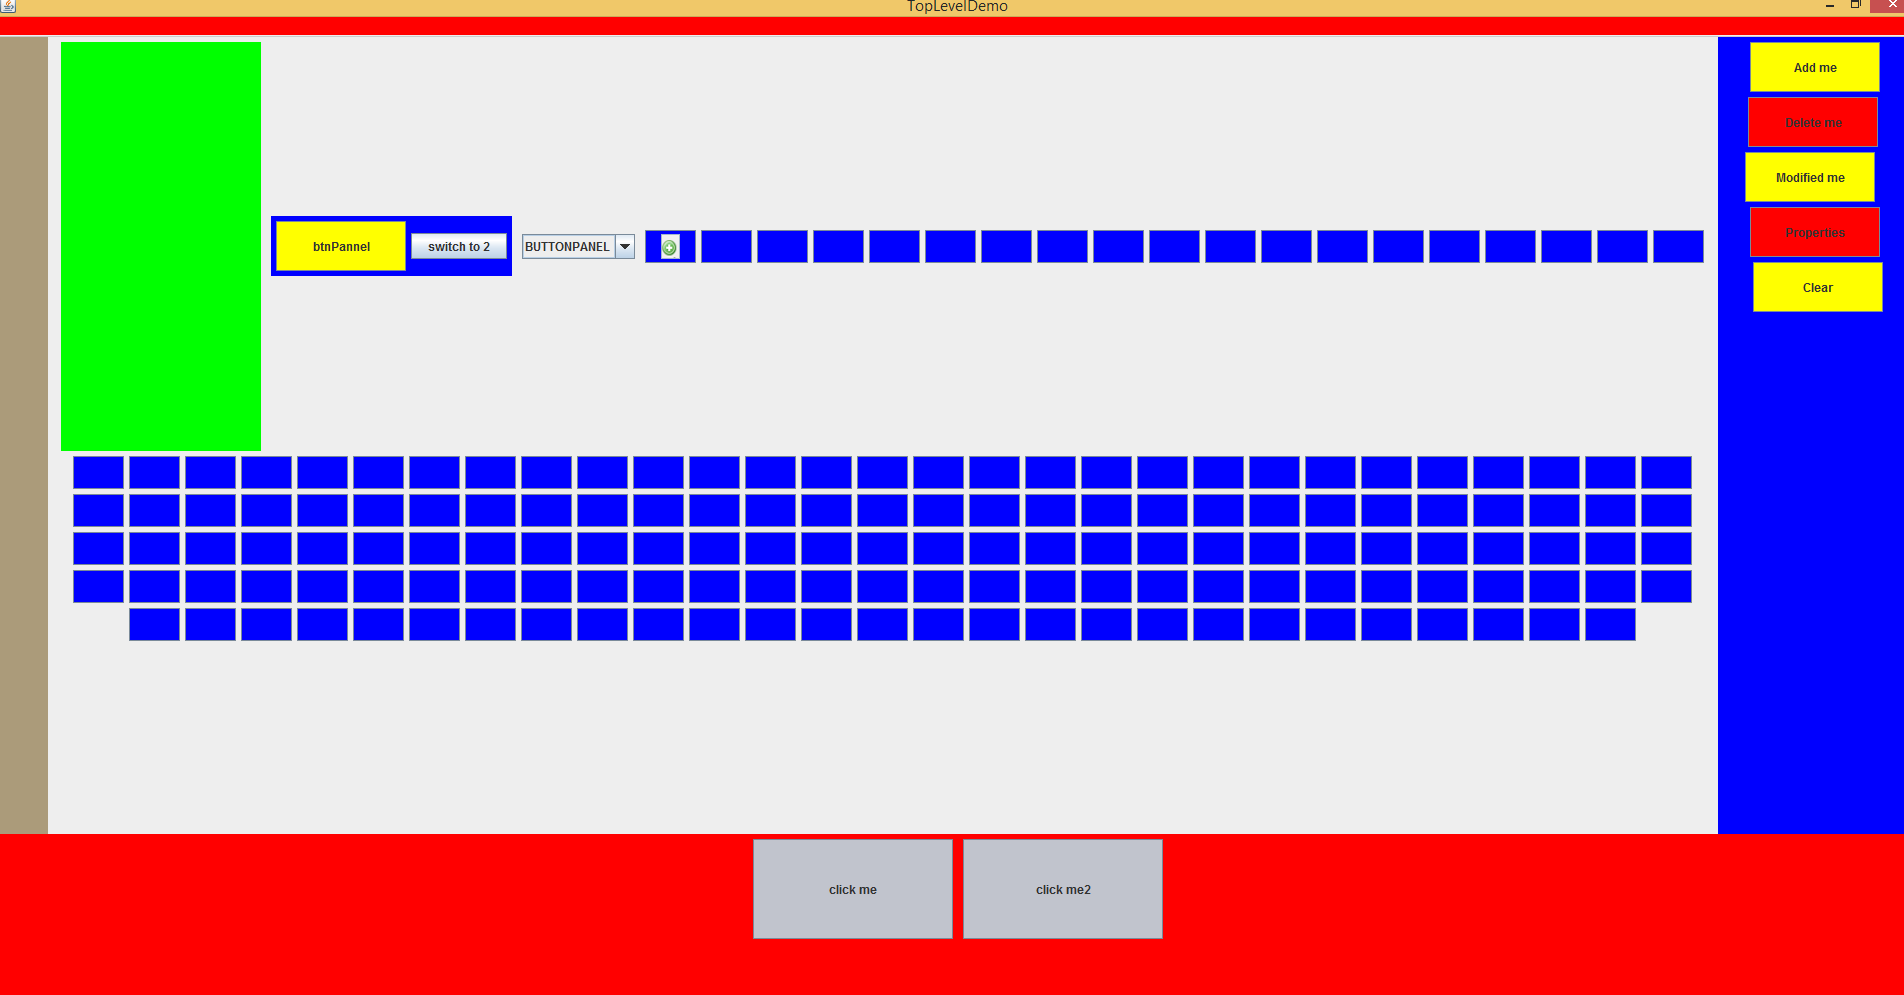 TopLevelDemo
Add me
Delete me
Modified me
Properties
Clear
btnPannel
switch to 2
BUTTONPANEL
click me
click me2